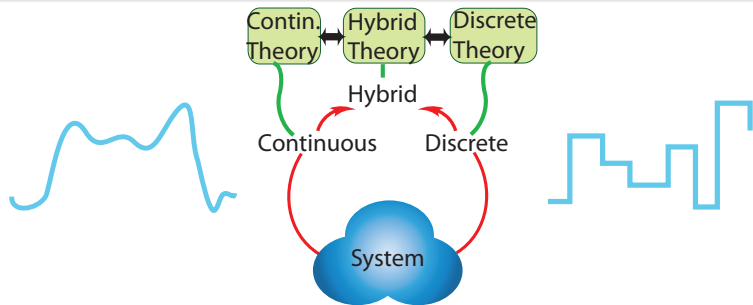 Contin.
Theory
Hybrid
Theory
Discrete
Theory
Hybrid
Continuous
Discrete
System